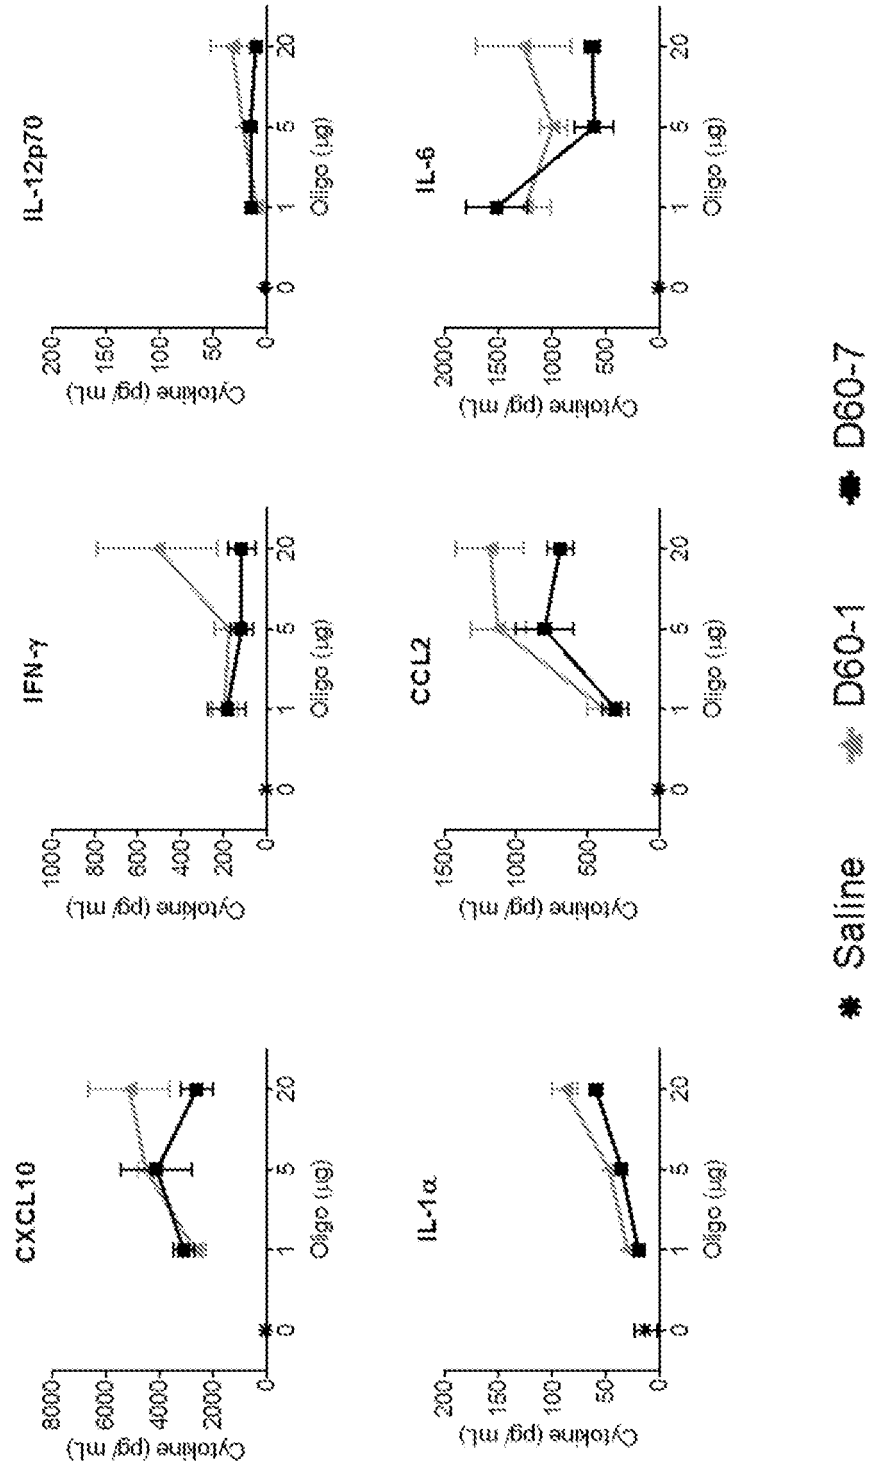 CXCL10
Cytokine (pg/ mL)
8000
6000
4000
2000
0
0 1 5 20
Oligo (µg)
IFN-γ
Cytokine (pg/ mL)
1000
800
600
400
200
0
0 1 5 20
Oligo (µg)
IL-12p70
Cytokine (pg/ mL)
200
150
100
50
0
0 1 5 20
Oligo (µg)
IL-1α
Cytokine (pg/ mL)
200
150
100
50
0
0 1 5 20
Oligo (µg)
CCL2
Cytokine (pg/ mL)
1500
1000
500
0
0 1 5 20
Oligo (µg)
IL-6
Cytokine (pg/ mL)
2000
1500
1000
500
0
0 1 5 20
Oligo (µg)
Saline D60-1 D60-7